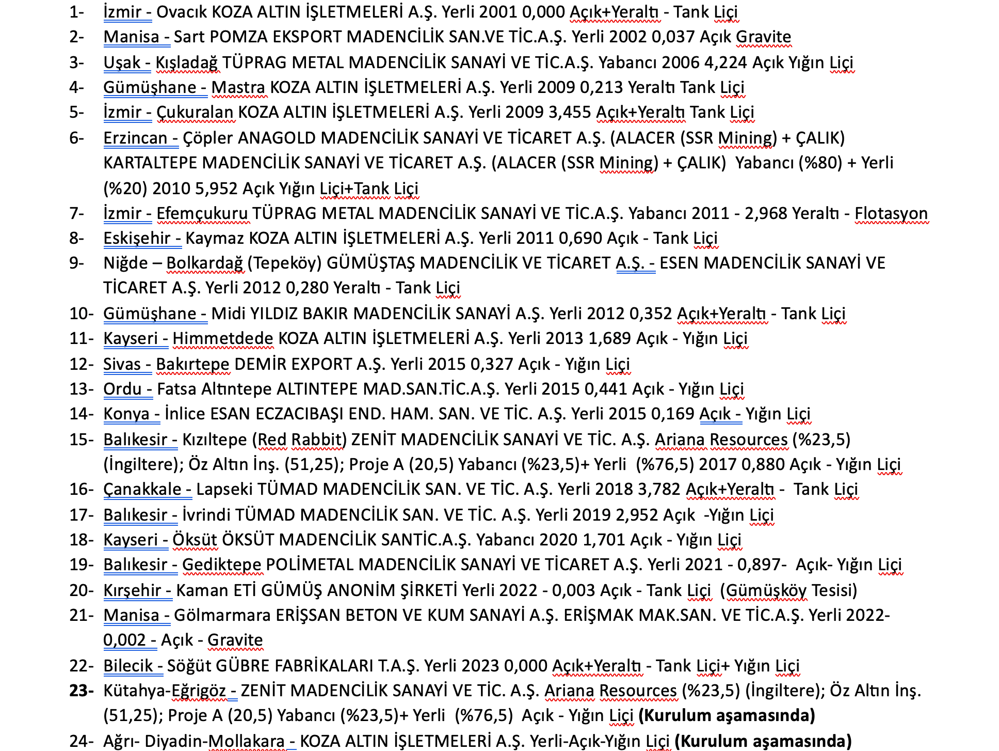 1- İzmir - Ovacık KOZA ALTIN İŞLETMELERİ A.Ş. Yerli 2001 0,000 Açık+Yeraltı - Tank Liçi
2- Manisa - Sart POMZA EKSPORT MADENCİLİK SAN.VE TİC.A.Ş. Yerli 2002 0,037 Açık Gravite
3- Uşak - Kışladağ TÜPRAG METAL MADENCİLİK SANAYİ VE TİC.A.Ş. Yabancı 2006 4,224 Açık Yığın Liçi
4- Gümüşhane - Mastra KOZA ALTIN İŞLETMELERİ A.Ş. Yerli 2009 0,213 Yeraltı Tank Liçi
5- İzmir - Çukuralan KOZA ALTIN İŞLETMELERİ A.Ş. Yerli 2009 3,455 Açık+Yeraltı Tank Liçi
6- Erzincan - Çöpler ANAGOLD MADENCİLİK SANAYİ VE TİCARET A.Ş. (ALACER (SSR Mining) + ÇALIK)
KARTALTEPE MADENCİLİK SANAYİ VE TİCARET A.Ş. (ALACER (SSR Mining) + ÇALIK) Yabancı (%80) + Yerli
(%20) 2010 5,952 Açık Yığın Liçi+Tank Liçi
7- İzmir - Efemçukuru TÜPRAG METAL MADENCİLİK SANAYİ VE TİC.A.Ş. Yabancı 2011 - 2,968 Yeraltı - Flotasyon
8- Eskişehir - Kaymaz KOZA ALTIN İŞLETMELERİ A.Ş. Yerli 2011 0,690 Açık - Tank Liçi
9- Niğde – Bolkardağ (Tepeköy) GÜMÜŞTAŞ MADENCİLİK VE TİCARET A.Ş. - ESEN MADENCİLİK SANAYİ VE
TİCARET A.Ş. Yerli 2012 0,280 Yeraltı - Tank Liçi
10- Gümüşhane - Midi YILDIZ BAKIR MADENCİLİK SANAYİ A.Ş. Yerli 2012 0,352 Açık+Yeraltı - Tank Liçi
11- Kayseri - Himmetdede KOZA ALTIN İŞLETMELERİ A.Ş. Yerli 2013 1,689 Açık - Yığın Liçi
12- Sivas - Bakırtepe DEMİR EXPORT A.Ş. Yerli 2015 0,327 Açık - Yığın Liçi
13- Ordu - Fatsa Altıntepe ALTINTEPE MAD.SAN.TİC.A.Ş. Yerli 2015 0,441 Açık - Yığın Liçi
14- Konya - İnlice ESAN ECZACIBAŞI END. HAM. SAN. VE TİC. A.Ş. Yerli 2015 0,169 Açık - Yığın Liçi
15- Balıkesir - Kızıltepe (Red Rabbit) ZENİT MADENCİLİK SANAYİ VE TİC. A.Ş. Ariana Resources (%23,5)
(İngiltere); Öz Altın İnş. (51,25); Proje A (20,5) Yabancı (%23,5)+ Yerli (%76,5) 2017 0,880 Açık - Yığın Liçi
16- Çanakkale - Lapseki TÜMAD MADENCİLİK SAN. VE TİC. A.Ş. Yerli 2018 3,782 Açık+Yeraltı - Tank Liçi
17- Balıkesir - İvrindi TÜMAD MADENCİLİK SAN. VE TİC. A.Ş. Yerli 2019 2,952 Açık -Yığın Liçi
18- Kayseri - Öksüt ÖKSÜT MADENCİLİK SANTİC.A.Ş. Yabancı 2020 1,701 Açık - Yığın Liçi
19- Balıkesir - Gediktepe POLİMETAL MADENCİLİK SANAYİ VE TİCARET A.Ş. Yerli 2021 - 0,897- Açık- Yığın Liçi
20- Kırşehir - Kaman ETİ GÜMÜŞ ANONİM ŞİRKETİ Yerli 2022 - 0,003 Açık - Tank Liçi (Gümüşköy Tesisi)
21- Manisa - Gölmarmara ERİŞSAN BETON VE KUM SANAYİ A.Ş. ERİŞMAK MAK.SAN. VE TİC.A.Ş. Yerli 2022-
0,002 - Açık - Gravite
22- Bilecik - Söğüt GÜBRE FABRİKALARI T.A.Ş. Yerli 2023 0,000 Açık+Yeraltı - Tank Liçi+ Yığın Liçi
23- Kütahya-Eğrigöz - ZENİT MADENCİLİK SANAYİ VE TİC. A.Ş. Ariana Resources (%23,5) (İngiltere); Öz Altın İnş.
(51,25); Proje A (20,5) Yabancı (%23,5)+ Yerli (%76,5) Açık - Yığın Liçi (Kurulum aşamasında)
24- Ağrı- Diyadin-Mollakara - KOZA ALTIN İŞLETMELERİ A.Ş. Yerli-Açık-Yığın Liçi (Kurulum aşamasında)